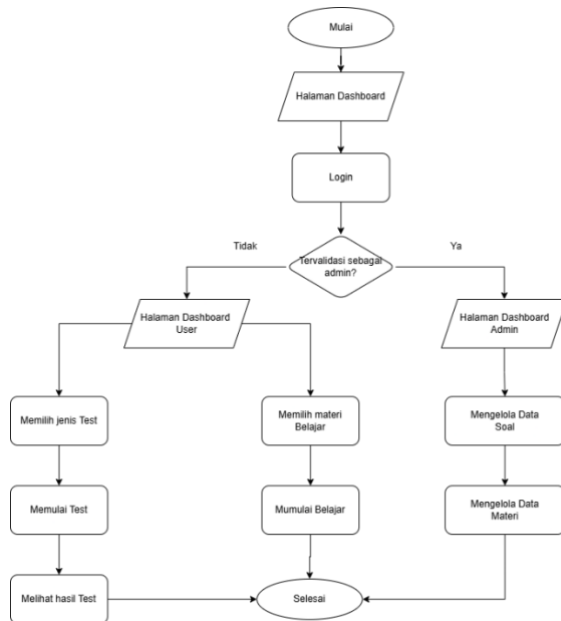 Mulai
Halaman Dashboard
Login
Tidak
Ya
Tervalidasi sebagai
admin?
Halaman Dashboard
User
Halaman Dashboard
Admin
Memilih jenis Test
Memilih materi
Belajar
Mengelola Data
Soal
Memulai Test
Mumulai Belajar
Mengelola Data
Materi
Melihat hasil Test
Selesai